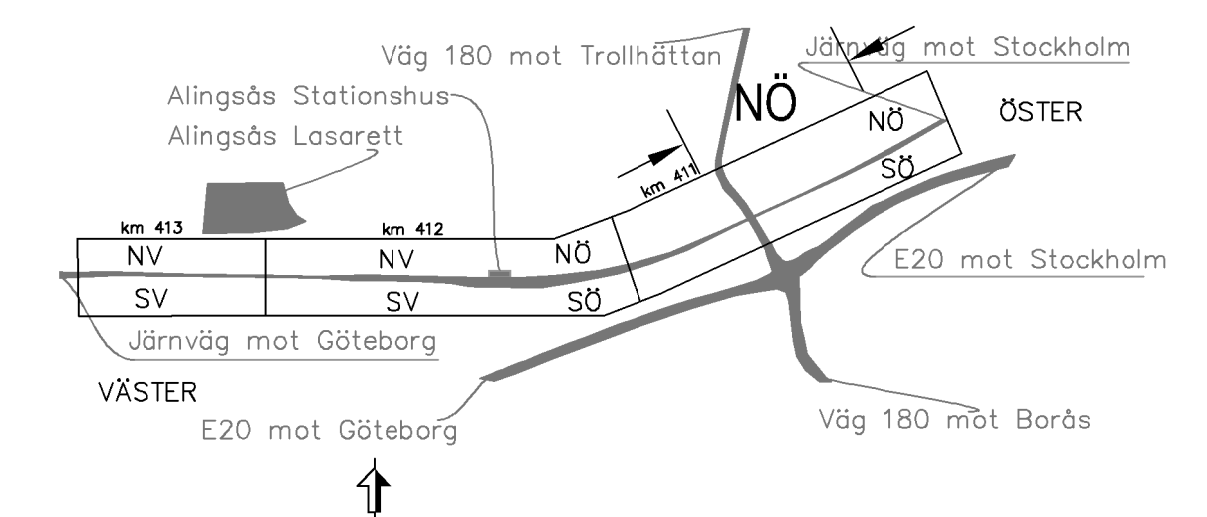 Väg 180 mot Trollhättan
Järnväg mot Stockholm
Alingsås Stationshus
NÖ
NÖ
ÖSTER
Alingsås Lasarett
SÖ
km 411
km 413
km 412
NV
NV
NÖ
E20 mot Stockholm
SV
SV
SÖ
Järnväg mot Göteborg
VÄSTER
Väg 180 mot Borås
E20 mot Göteborg